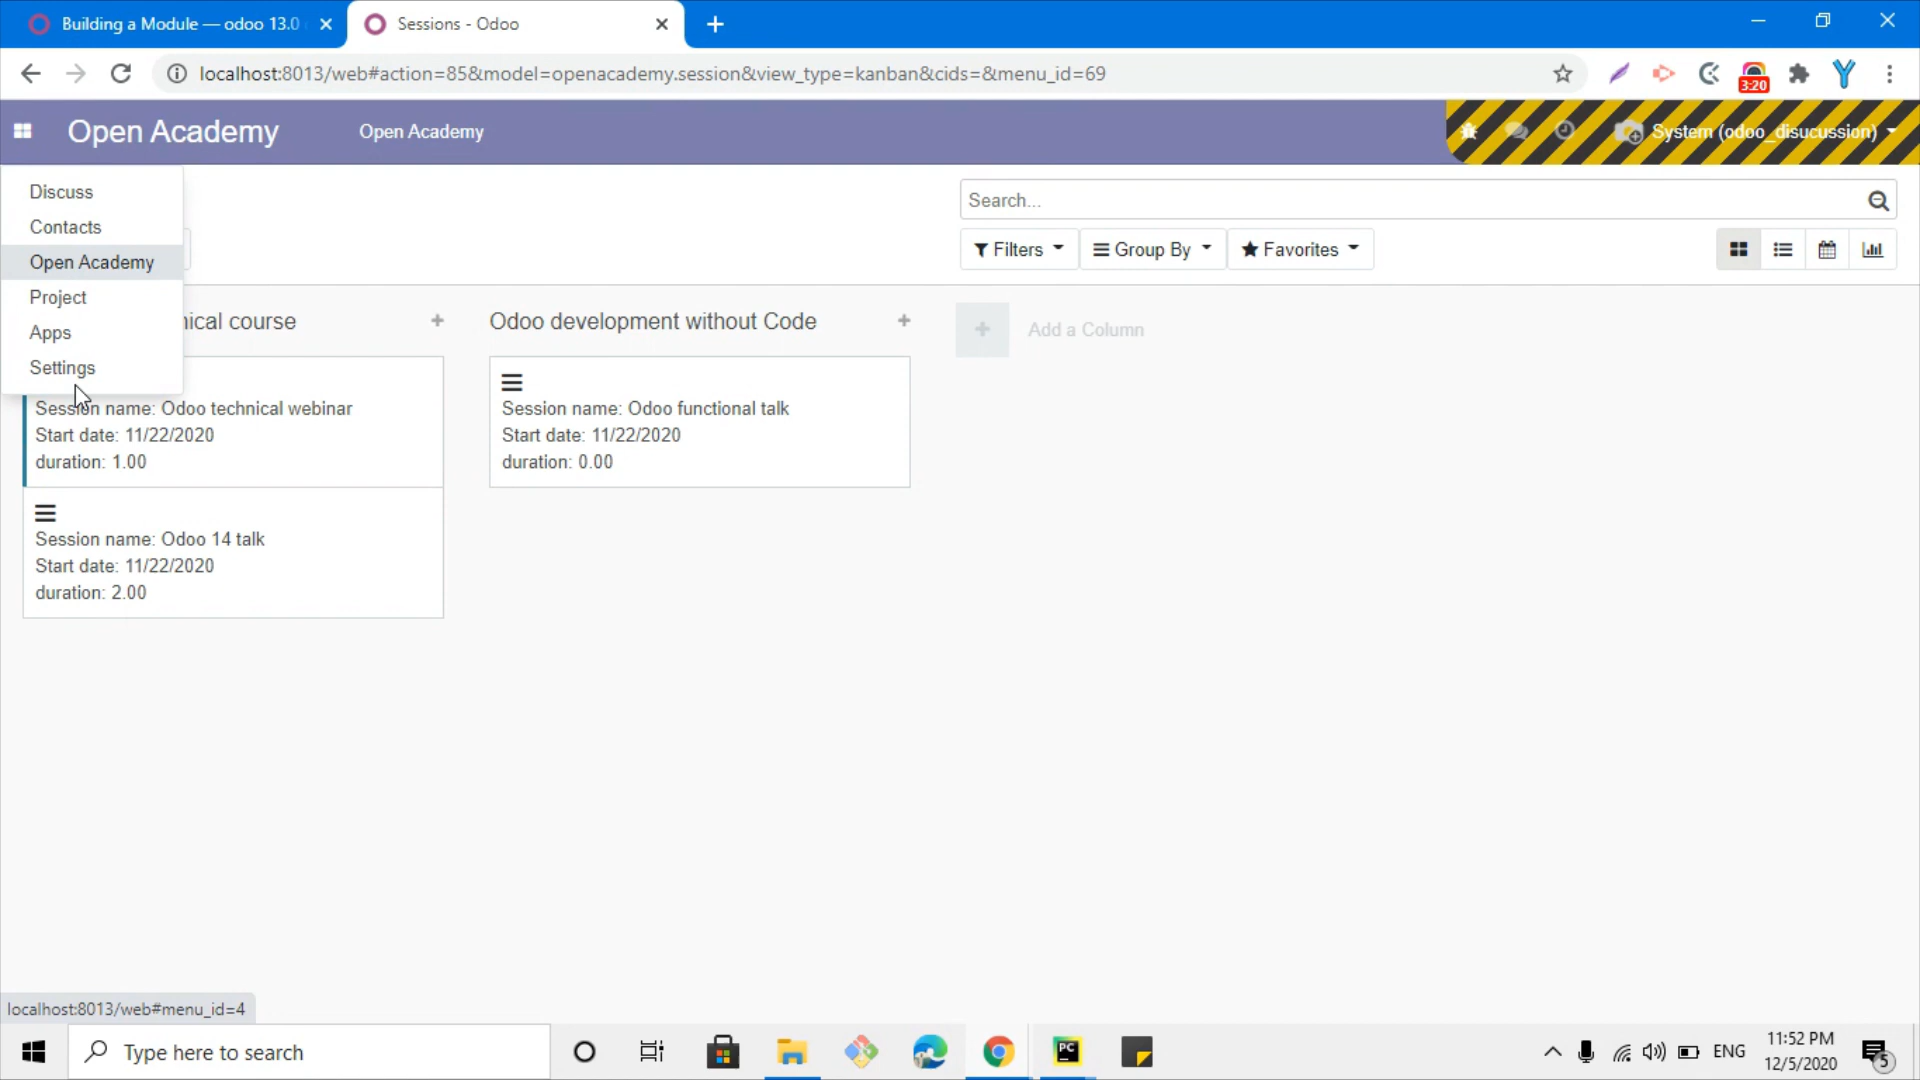 Building a Module — odoo 13.0
Sessions - Odoo
localhost:8013/web#action=85&model=openacademy.session&view_type=kanban&cids=&menu_id=69
3:20
Open Academy
Open Academy
System (odoo_disucussion)
Discuss
Contacts
Open Academy
Project
Apps
Settings
Search...
Filters
Group By
Favorites
nical course
Odoo development without Code
Add a Column
Session name: Odoo technical webinar
Start date: 11/22/2020
duration: 1.00
Session name: Odoo functional talk
Start date: 11/22/2020
duration: 0.00
Session name: Odoo 14 talk
Start date: 11/22/2020
duration: 2.00
localhost:8013/web#menu_id=4
Type here to search
PC
ENG
11:52 PM
12/5/2020
5